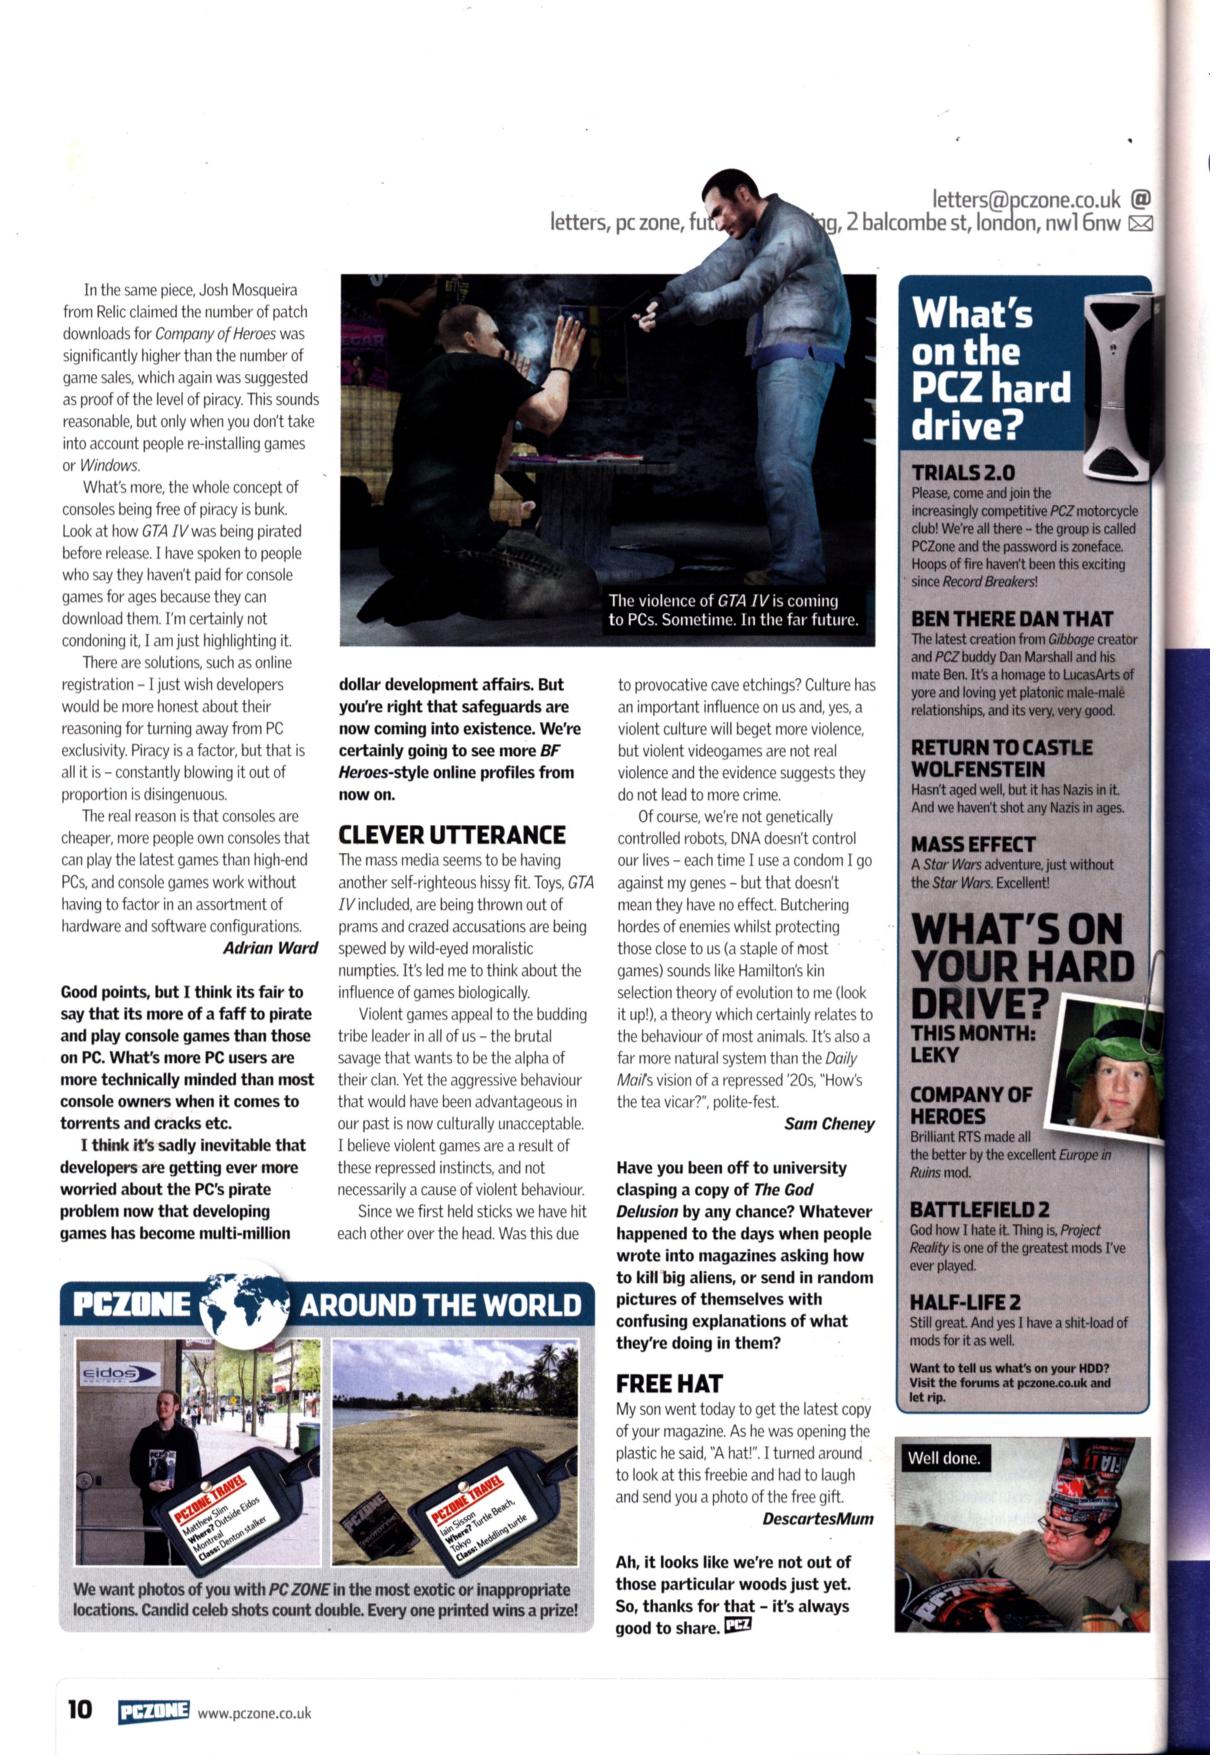 letters@pczone.co.uk @
letters, pc zone, fut ng, 2 balcombe st, london, nw1 6nw
In the same piece, Josh Mosqueira
from Relic claimed the number of patch
downloads for Company of Heroes was
significantly higher than the number of
game sales, which again was suggested
as proof of the level of piracy. This sounds
reasonable, but only when you don't take
into account people re-installing games
or Windows.
What's more, the whole concept of
consoles being free of piracy is bunk.
Look at how GTA IV was being pirated
before release. I have spoken to people
who say they haven't paid for console
games for ages because they can
download them. I'm certainly not
condoning it, I am just highlighting it.
There are solutions, such as online
registration – I just wish developers
would be more honest about their
reasoning for turning away from PC
exclusivity. Piracy is a factor, but that is
all it is – constantly blowing it out of
proportion is disingenuous.
The real reason is that consoles are
cheaper, more people own consoles that
can play the latest games than high-end
PCs, and console games work without
having to factor in an assortment of
hardware and software configurations.
Adrian Ward
Good points, but I think its fair to
say that its more of a faff to pirate
and play console games than those
on PC. What's more PC users are
more technically minded than most
console owners when it comes to
torrents and cracks etc.
I think it's sadly inevitable that
developers are getting ever more
worried about the PC's pirate
problem now that developing
games has become multi-million
The violence of GTA IV is coming
to PCs. Sometime. In the far future.
dollar development affairs. But
you're right that safeguards are
now coming into existence. We're
certainly going to see more BF
Heroes-style online profiles from
now on.
CLEVER UTTERANCE
The mass media seems to be having
another self-righteous hissy fit. Toys, GTA
IV included, are being thrown out of
prams and crazed accusations are being
spewed by wild-eyed moralistic
numpties. It's led me to think about the
influence of games biologically.
Violent games appeal to the budding
tribe leader in all of us – the brutal
savage that wants to be the alpha of
their clan. Yet the aggressive behaviour
that would have been advantageous in
our past is now culturally unacceptable.
I believe violent games are a result of
these repressed instincts, and not
necessarily a cause of violent behaviour.
Since we first held sticks we have hit
each other over the head. Was this due
to provocative cave etchings? Culture has
an important influence on us and, yes, a
violent culture will beget more violence,
but violent videogames are not real
violence and the evidence suggests they
do not lead to more crime.
Of course, we're not genetically
controlled robots, DNA doesn't control
our lives – each time I use a condom I go
against my genes – but that doesn't
mean they have no effect. Butchering
hordes of enemies whilst protecting
those close to us (a staple of most
games) sounds like Hamilton's kin
selection theory of evolution to me (look
it up!), a theory which certainly relates to
the behaviour of most animals. It's also a
far more natural system than the Daily
Mail's vision of a repressed '20s, "How's
the tea vicar?", polite-fest.
Sam Cheney
Have you been off to university
clasping a copy of The God
Delusion by any chance? Whatever
happened to the days when people
wrote into magazines asking how
to kill big aliens, or send in random
pictures of themselves with
confusing explanations of what
they're doing in them?
FREE HAT
My son went today to get the latest copy
of your magazine. As he was opening the
plastic he said, "A hat!". I turned around
to look at this freebie and had to laugh
and send you a photo of the free gift.
DescartesMum
Ah, it looks like we're not out of
those particular woods just yet.
So, thanks for that – it's always
good to share. PCZ
What's
on the
PCZ hard
drive?
TRIALS 2.0
Please, come and join the
increasingly competitive PCZ motorcycle
club! We're all there – the group is called
PCZone and the password is zoneface.
Hoops of fire haven't been this exciting
since Record Breakers!
BEN THERE DAN THAT
The latest creation from Gibbage creator
and PCZ buddy Dan Marshall and his
mate Ben. It's a homage to LucasArts of
yore and loving yet platonic male-male
relationships, and its very, very good.
RETURN TO CASTLE
WOLFENSTEIN
Hasn't aged well, but it has Nazis in it.
And we haven't shot any Nazis in ages.
MASS EFFECT
A Star Wars adventure, just without
the Star Wars. Excellent!
WHAT'S ON
YOUR HARD
DRIVE?
THIS MONTH:
LEKY
COMPANY OF
HEROES
Brilliant RTS made all
the better by the excellent Europe in
Ruins mod.
BATTLEFIELD 2
God how I hate it. Thing is, Project
Reality is one of the greatest mods I've
ever played.
HALF-LIFE 2
Still great. And yes I have a shit-load of
mods for it as well.
Want to tell us what's on your HDD?
Visit the forums at pczone.co.uk and
let rip.
Well done.
PCZONE AROUND THE WORLD
eidos
MONTREAL
PCZONE TRAVEL
Matthew Slim
Where? Outside Eidos
Montreal
Class: Denton stalker
PCZONE
PCZONE TRAVEL
Iain Sisson
Where? Turtle Beach,
Tokyo
Class: Meddling turtle
We want photos of you with PC ZONE in the most exotic or inappropriate
locations. Candid celeb shots count double. Every one printed wins a prize!
10 PCZONE www.pczone.co.uk